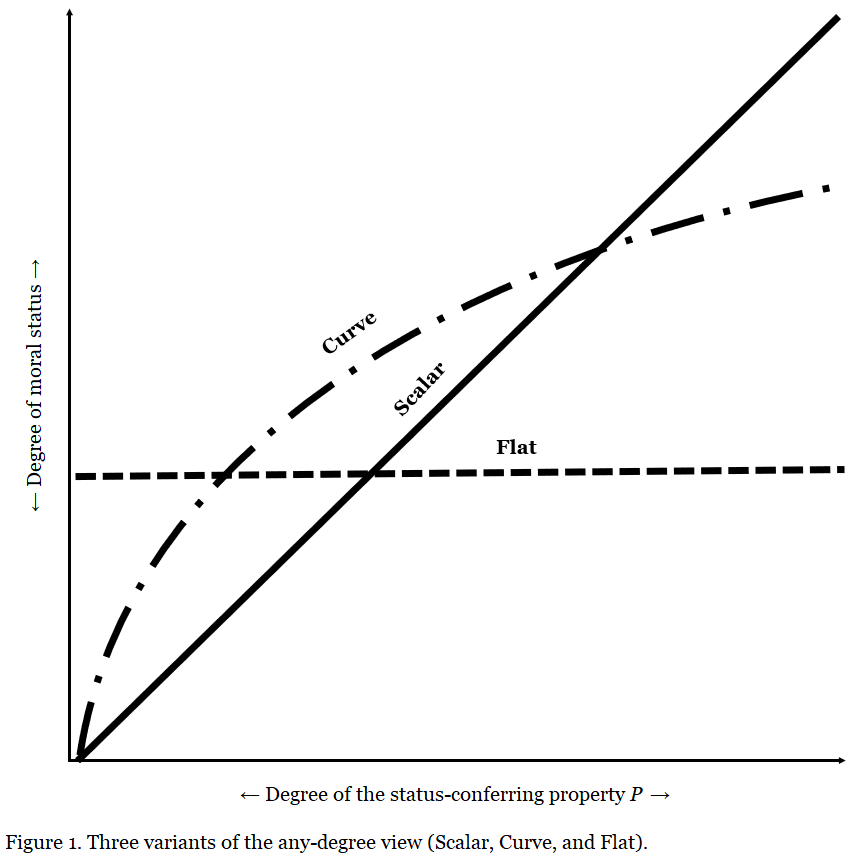 Curve
Scalar
Flat
← Degree of moral status →
← Degree of the status-conferring property P →
Figure 1. Three variants of the any-degree view (Scalar, Curve, and Flat).